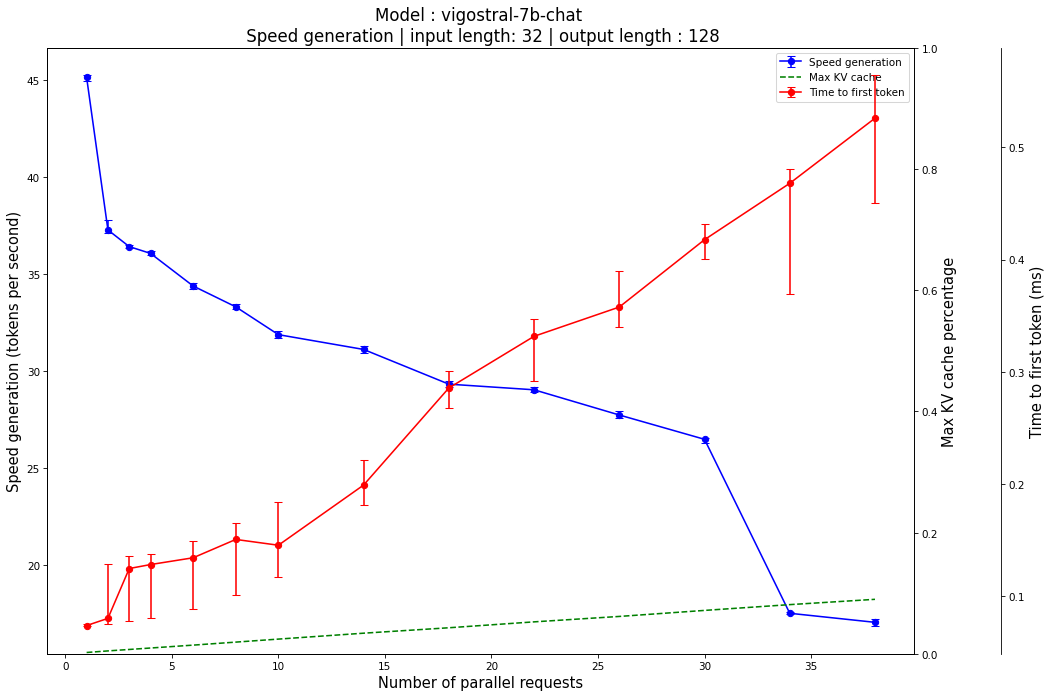 Model : vigostral-7b-chat
Speed generation | input length: 32 | output length : 128
Speed generation
Max KV cache
Time to first token
Speed generation (tokens per second)
45
40
35
30
25
20
0
5
10
15
20
25
30
35
Number of parallel requests
1.0
0.8
0.6
0.4
0.2
0.0
Max KV cache percentage
0.5
0.4
0.3
0.2
0.1
Time to first token (ms)